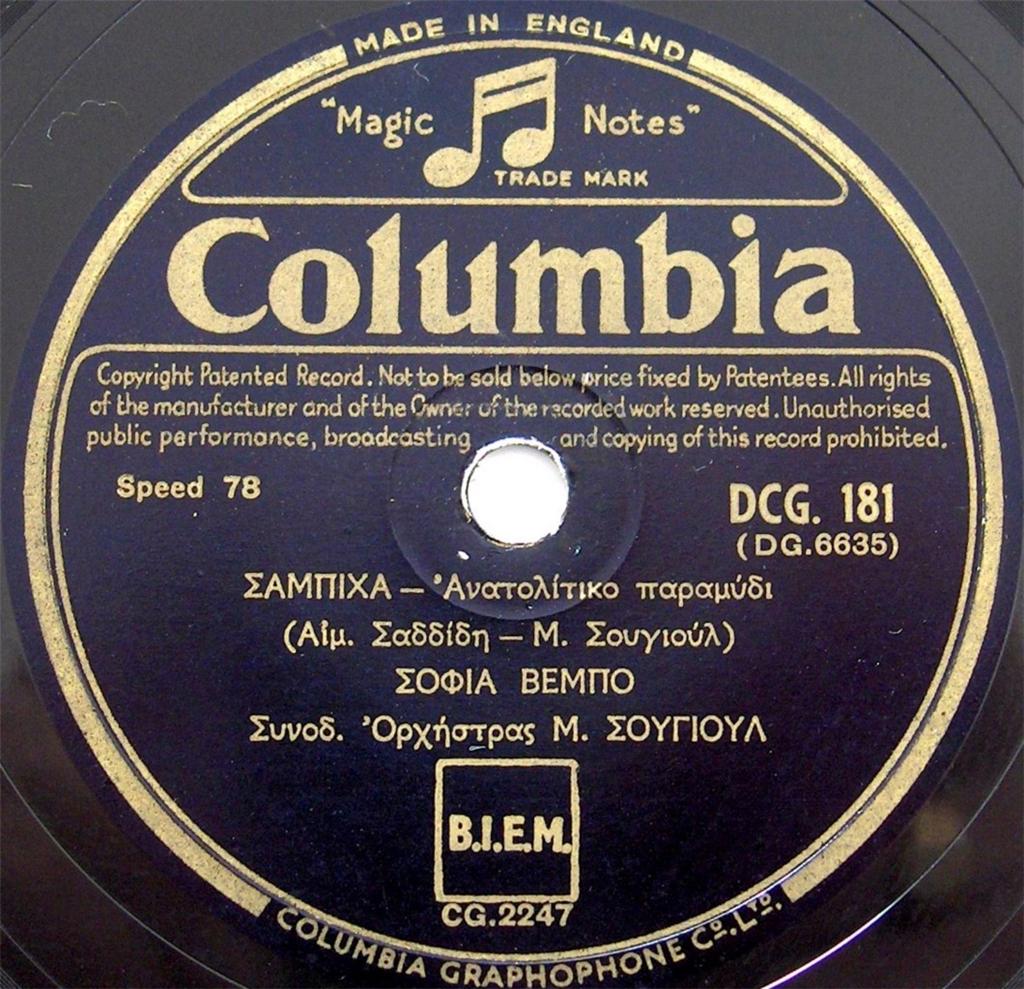 MADE IN ENGLAND
"Magic Notes"
TRADE MARK
Columbia
Copyright Patented Record. Not to be sold below price fixed by Patentees. All rights
of the manufacturer and of the Owner of the recorded work reserved. Unauthorised
public performance, broadcasting and copying of this record prohibited.
Speed 78
DCG. 181
(DG.6635)
ΣΑΜΠΙΧΑ — Ἀνατολίτικο παραμύδι
(Αἰμ. Σαδδίδη — Μ. Σουγιούλ)
ΣΟΦΙΑ ΒΕΜΠΟ
Συνοδ. Ὀρχήστρας Μ. ΣΟΥΓΙΟΥΛ
B.I.E.M.
CG.2247
COLUMBIA GRAPHOPHONE Cº.LTD.